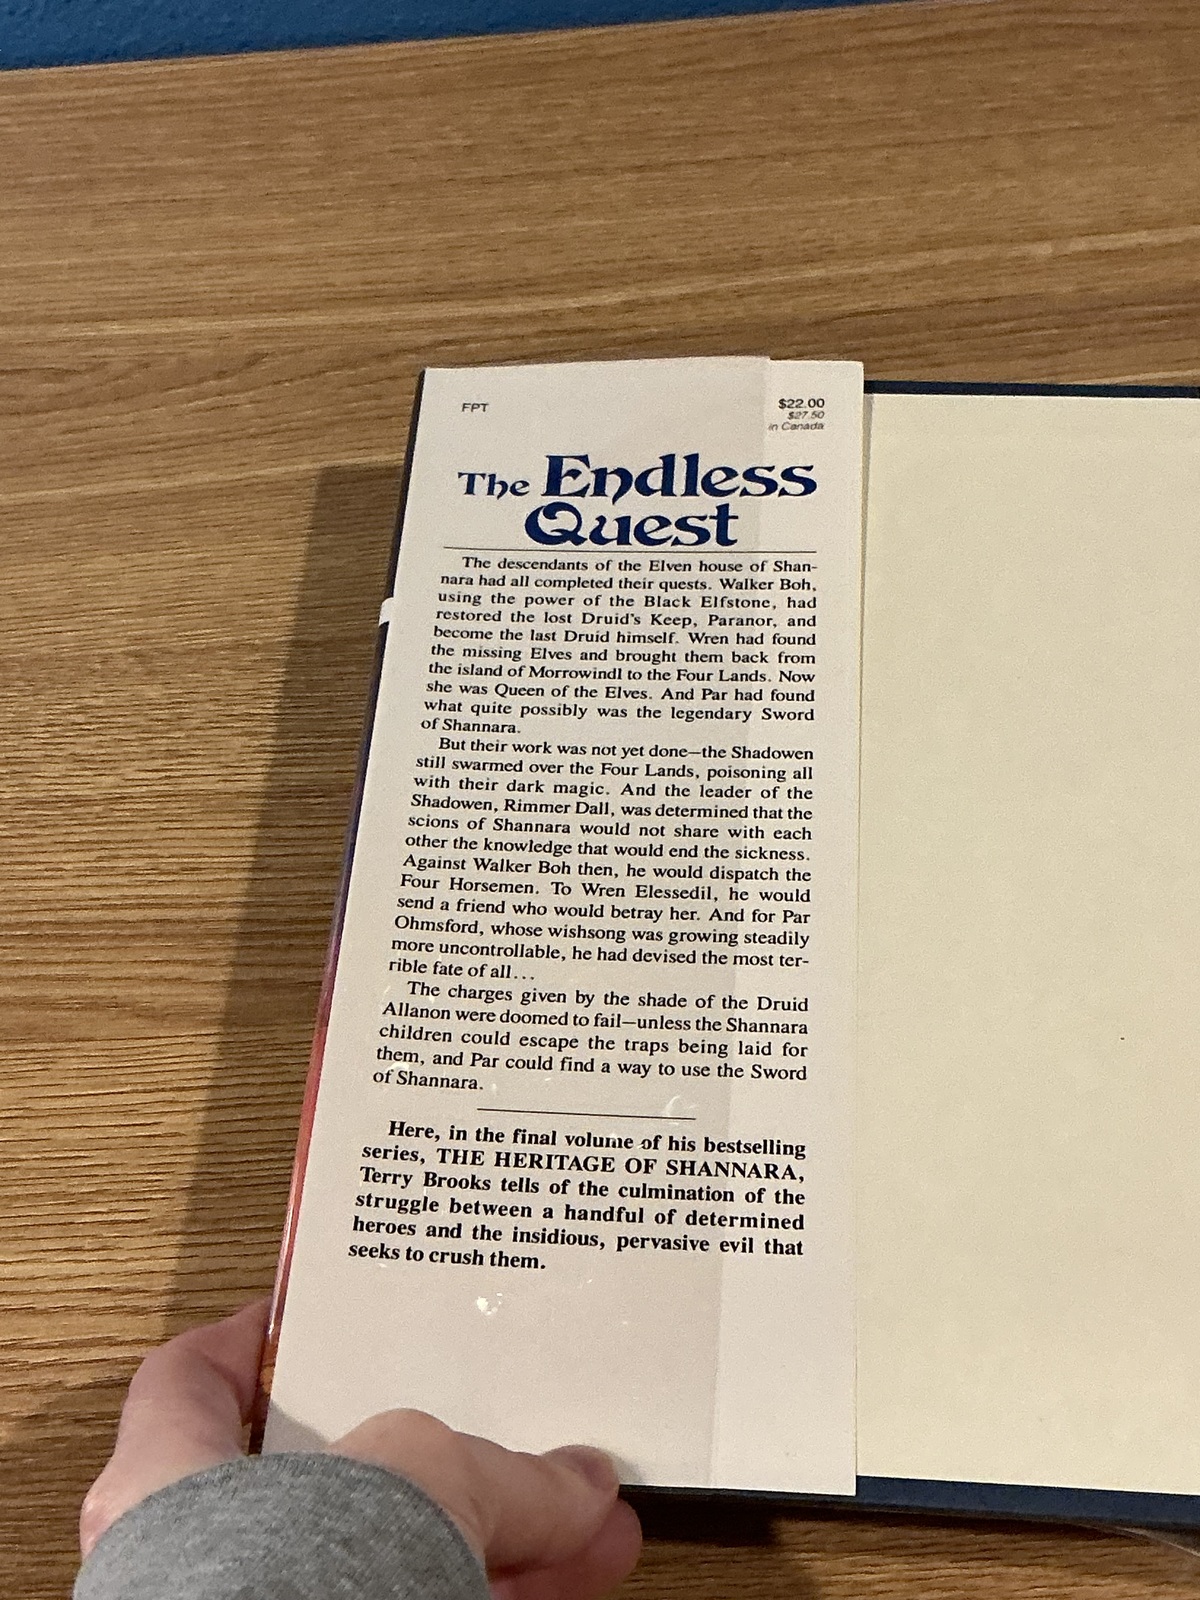 FPT
$22.00
$27.50
in Canada
The Endless
Quest
The descendants of the Elven house of Shan-
nara had all completed their quests. Walker Boh,
using the power of the Black Elfstone, had
restored the lost Druid's Keep, Paranor, and
become the last Druid himself. Wren had found
the missing Elves and brought them back from
the island of Morrowindl to the Four Lands. Now
she was Queen of the Elves. And Par had found
what quite possibly was the legendary Sword
of Shannara.
But their work was not yet done—the Shadowen
still swarmed over the Four Lands, poisoning all
with their dark magic. And the leader of the
Shadowen, Rimmer Dall, was determined that the
scions of Shannara would not share with each
other the knowledge that would end the sickness.
Against Walker Boh then, he would dispatch the
Four Horsemen. To Wren Elessedil, he would
send a friend who would betray her. And for Par
Ohmsford, whose wishsong was growing steadily
more uncontrollable, he had devised the most ter-
rible fate of all...
The charges given by the shade of the Druid
Allanon were doomed to fail—unless the Shannara
children could escape the traps being laid for
them, and Par could find a way to use the Sword
of Shannara.
Here, in the final volume of his bestselling
series, THE HERITAGE OF SHANNARA,
Terry Brooks tells of the culmination of the
struggle between a handful of determined
heroes and the insidious, pervasive evil that
seeks to crush them.